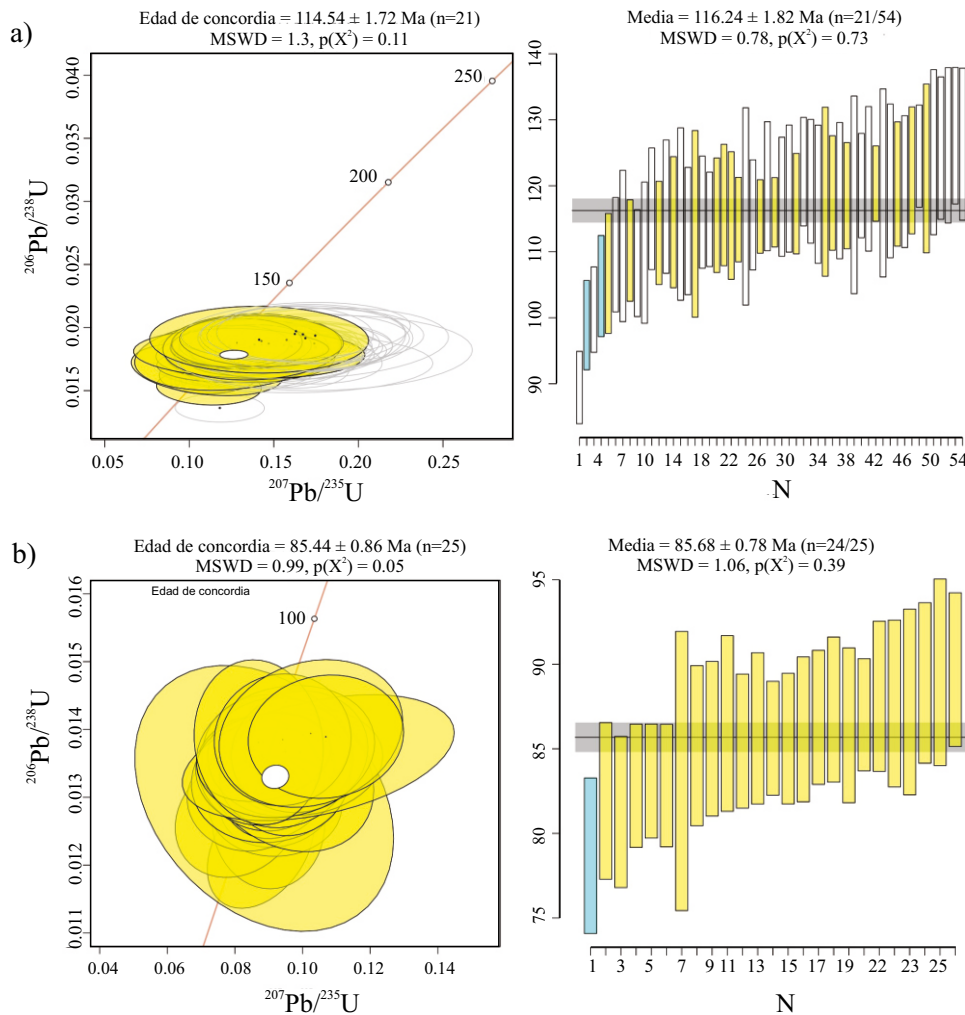 a)
Edad de concordia = 114.54 ± 1.72 Ma (n=21)
MSWD = 1.3, p(X²) = 0.11
0.040
0.035
0.030
0.025
0.020
0.015
²⁰⁶Pb/²³⁸U
250
200
150
0.05 0.10 0.15 0.20 0.25
²⁰⁷Pb/²³⁵U
Media = 116.24 ± 1.82 Ma (n=21/54)
MSWD = 0.78, p(X²) = 0.73
140
130
120
110
100
90
1 4 7 10 14 18 22 26 30 34 38 42 46 50 54
N
b)
Edad de concordia = 85.44 ± 0.86 Ma (n=25)
MSWD = 0.99, p(X²) = 0.05
Edad de concordia
0.016
0.015
0.014
0.013
0.012
0.011
²⁰⁶Pb/²³⁸U
100
0.04 0.06 0.08 0.10 0.12 0.14
²⁰⁷Pb/²³⁵U
Media = 85.68 ± 0.78 Ma (n=24/25)
MSWD = 1.06, p(X²) = 0.39
95
90
85
80
75
1 3 5 7 9 11 13 15 17 19 22 23 25
N